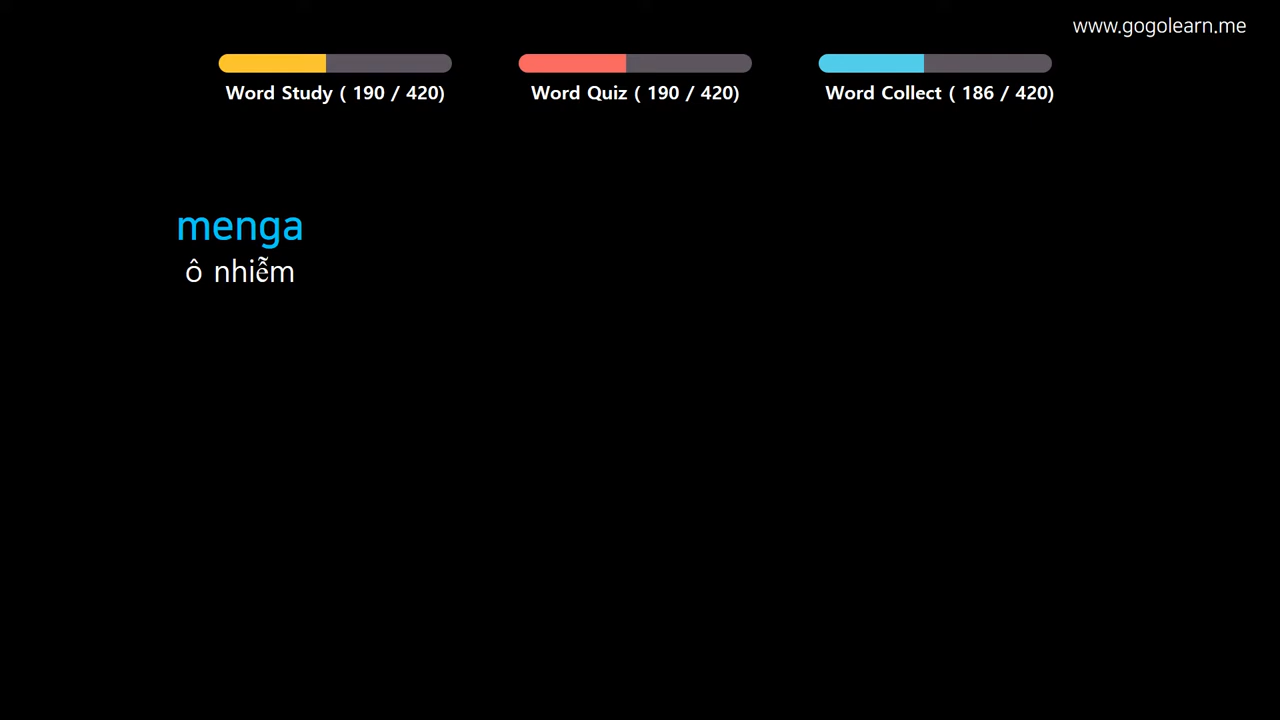 www.gogolearn.me
Word Study ( 190 / 420)
Word Quiz ( 190 / 420)
Word Collect ( 186 / 420)
menga
ô nhiễm